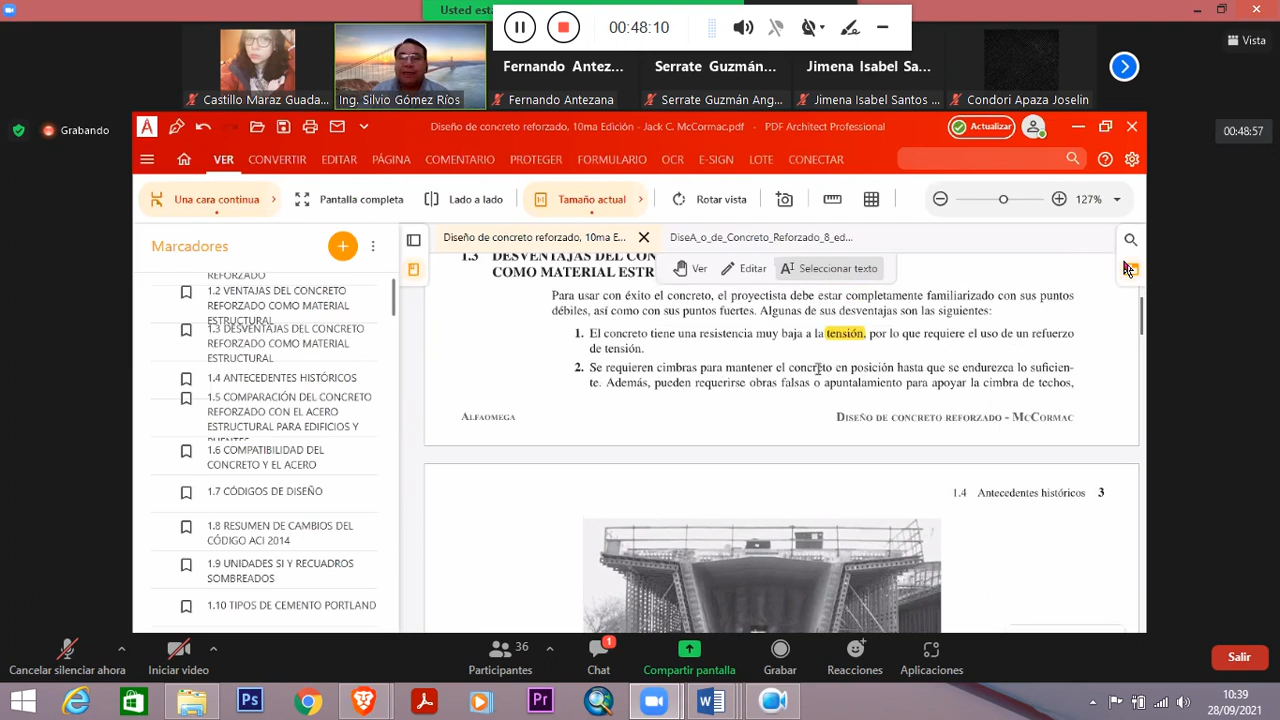 Usted esta
00:48:10
Vista
Castillo Maraz Guada...
Ing. Silvio Gómez Ríos
Fernando Antez...
Fernando Antezana
Serrate Guzmán...
Serrate Guzmán Ang...
Jimena Isabel Sa...
Jimena Isabel Santos ...
Condori Apaza Joselin
Grabando
00:48:57
Diseño de concreto reforzado, 10ma Edición - Jack C. McCormac.pdf - PDF Architect Professional
Actualizar
VER CONVERTIR EDITAR PÁGINA COMENTARIO PROTEGER FORMULARIO OCR E-SIGN LOTE CONECTAR
Una cara continua Pantalla completa Lado a lado Tamaño actual Rotar vista 127%
Marcadores
Diseño de concreto reforzado, 10ma E...
DiseA_o_de_Concreto_Reforzado_8_ed...
Ver Editar Seleccionar texto
REFORZADO
1.2 VENTAJAS DEL CONCRETO
REFORZADO COMO MATERIAL
ESTRUCTURAL
1.3 DESVENTAJAS DEL CONCRETO
REFORZADO COMO MATERIAL
ESTRUCTURAL
1.4 ANTECEDENTES HISTÓRICOS
1.5 COMPARACIÓN DEL CONCRETO
REFORZADO CON EL ACERO
ESTRUCTURAL PARA EDIFICIOS Y
PUENTES
1.6 COMPATIBILIDAD DEL
CONCRETO Y EL ACERO
1.7 CÓDIGOS DE DISEÑO
1.8 RESUMEN DE CAMBIOS DEL
CÓDIGO ACI 2014
1.9 UNIDADES SI Y RECUADROS
SOMBREADOS
1.10 TIPOS DE CEMENTO PORTLAND
1.3 DESVENTAJAS DEL CON
COMO MATERIAL ESTR
Para usar con éxito el concreto, el proyectista debe estar completamente familiarizado con sus puntos
débiles, así como con sus puntos fuertes. Algunas de sus desventajas son las siguientes:
1. El concreto tiene una resistencia muy baja a la tensión, por lo que requiere el uso de un refuerzo
de tensión.
2. Se requieren cimbras para mantener el concreto en posición hasta que se endurezca lo suficien-
te. Además, pueden requerirse obras falsas o apuntalamiento para apoyar la cimbra de techos,
ALFAOMEGA
DISEÑO DE CONCRETO REFORZADO - MCCORMAC
1.4 Antecedentes históricos 3
Cancelar silenciar ahora
Iniciar video
36
Participantes
1
Chat
Compartir pantalla
Grabar
Reacciones
Aplicaciones
Salir
Ps
Pr
10:39
28/09/2021